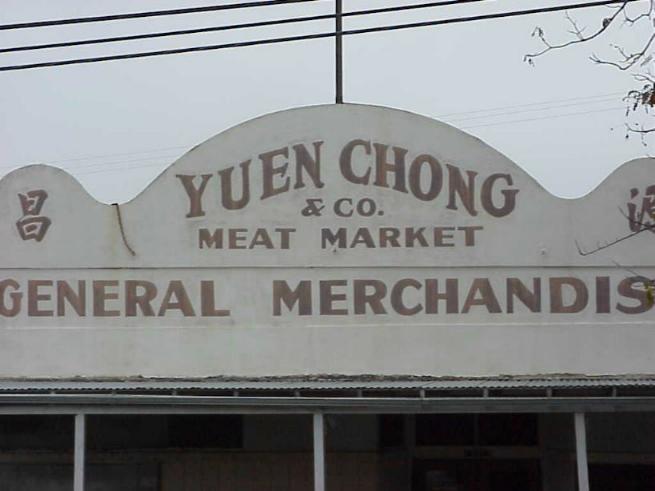 YUEN CHONG
昌
& CO.
MEAT MARKET
GENERAL MERCHANDIS